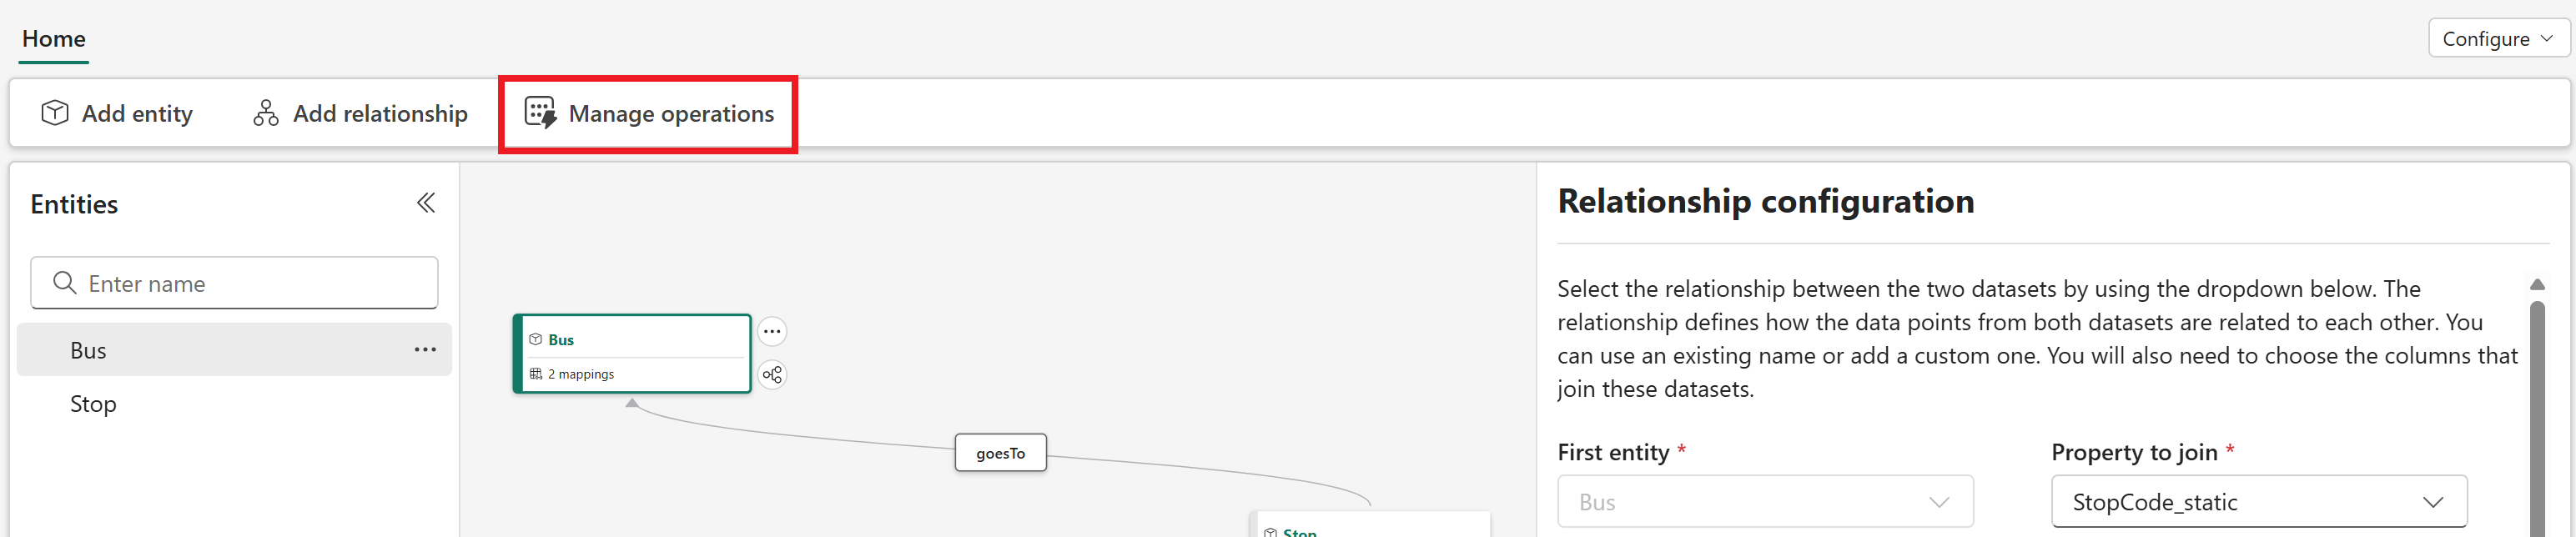 Home
Configure
Add entity
Add relationship
Manage operations
Entities
Enter name
Bus
Stop
Bus
2 mappings
goesTo
Stop
Relationship configuration
Select the relationship between the two datasets by using the dropdown below. The
relationship defines how the data points from both datasets are related to each other. You
can use an existing name or add a custom one. You will also need to choose the columns that
join these datasets.
First entity *
Property to join *
Bus
StopCode_static